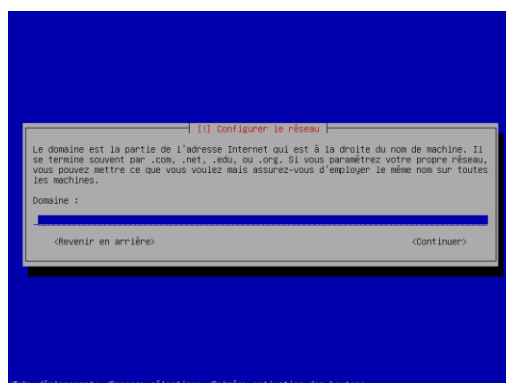 [!] Configurer le réseau
Le domaine est la partie de l'adresse Internet qui est à la droite du nom de machine. Il
se termine souvent par .com, .net, .edu, ou .org. Si vous paramétrez votre propre réseau,
vous pouvez mettre ce que vous voulez mais assurez-vous d'employer le même nom sur toutes
les machines.
Domaine :
<Revenir en arrière> <Continuer>